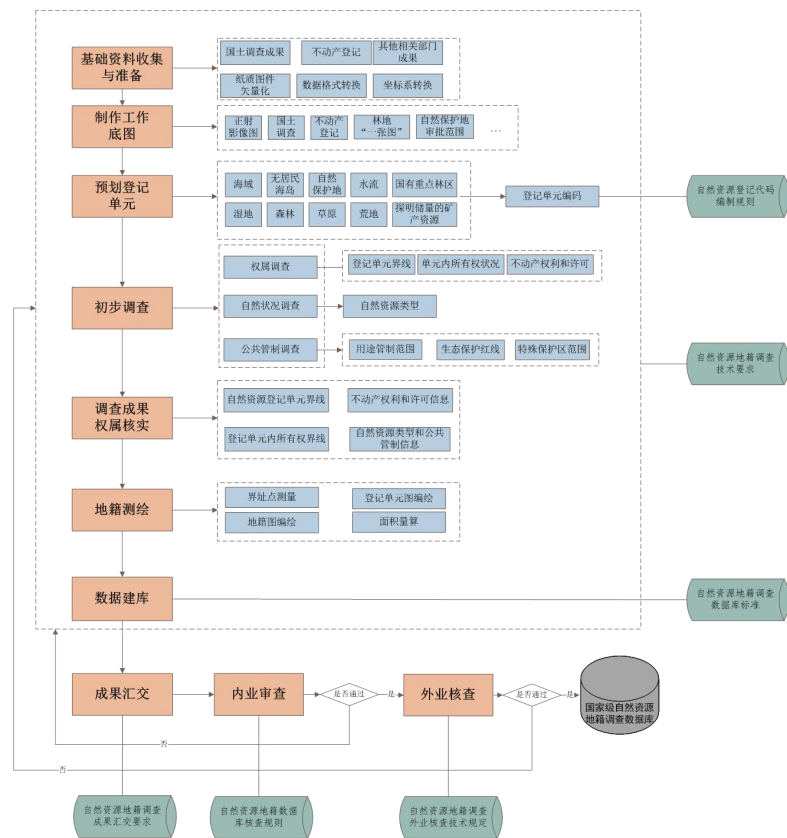 基础资料收集
与准备
国土调查成果
不动产登记
其他相关部门
成果
纸质图件
矢量化
数据格式转换
坐标系转换
制作工作
底图
正射
影像图
国土
调查
不动产
登记
林地
“一张图”
自然保护地
审批范围
…
预划登记
单元
海域
无居民
海岛
自然
保护地
水流
国有重点林区
湿地
森林
草原
荒地
探明储量的矿
产资源
登记单元编码
自然资源登记代码
编制规则
初步调查
权属调查
登记单元界线
单元内所有权状况
不动产权利和许可
自然状况调查
自然资源类型
公共管制调查
用途管制范围
生态保护红线
特殊保护区范围
自然资源地籍调查
技术要求
调查成果
权属核实
自然资源登记单元界线
不动产权利和许可信息
登记单元内所有权界线
自然资源类型和公共
管制信息
地籍测绘
界址点测量
登记单元图编绘
地籍图编绘
面积量算
数据建库
自然资源地籍调查
数据库标准
成果汇交
内业审查
是否通过
是
外业核查
是否通过
是
国家级自然资源
地籍调查数据库
否
否
自然资源地籍调查
成果汇交要求
自然资源地籍数据
库核查规则
自然资源地籍调查
外业核查技术规定